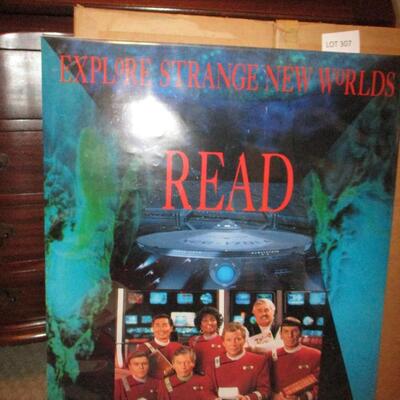 LOT 307
EXPLORE STRANGE NEW WORLDS
READ